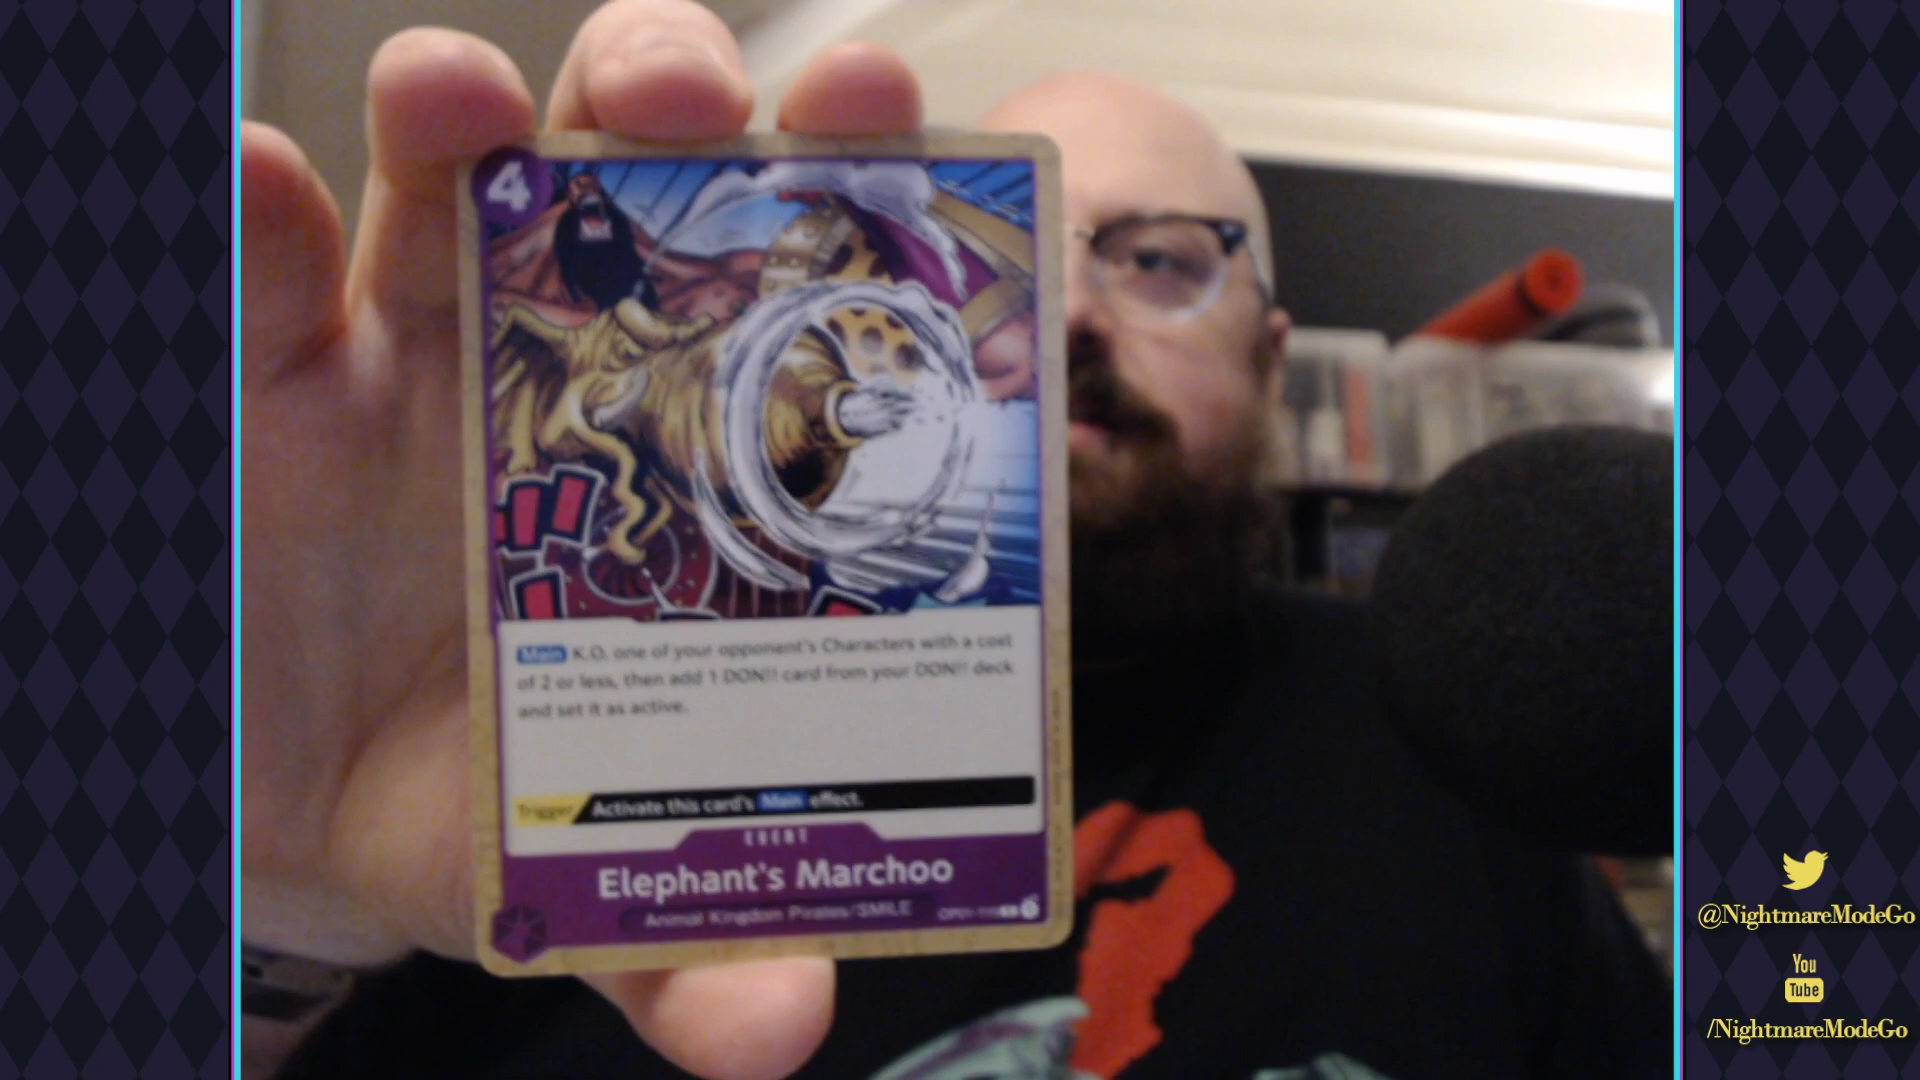 4
Main K.O. one of your opponent's Characters with a cost
of 2 or less, then add 1 DON!! card from your DON!! deck
and set it as active.
Trigger Activate this card's Main effect.
EVENT
Elephant's Marchoo
Animal Kingdom Pirates/SMILE
@NightmareModeGo
You
Tube
/NightmareModeGo